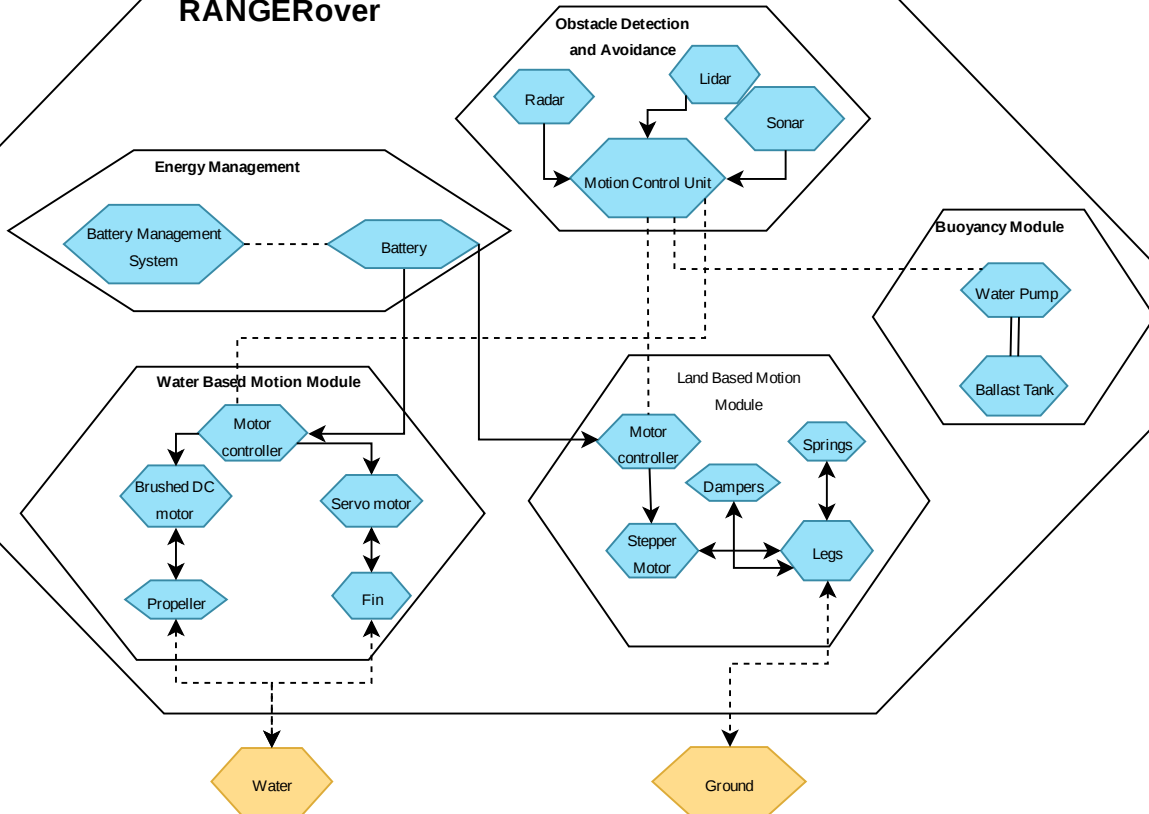 RANGERover
Obstacle Detection
and Avoidance
Lidar
Radar
Sonar
Motion Control Unit
Energy Management
Battery Management
System
Battery
Buoyancy Module
Water Pump
Ballast Tank
Water Based Motion Module
Motor
controller
Brushed DC
motor
Servo motor
Propeller
Fin
Land Based Motion
Module
Motor
controller
Springs
Dampers
Stepper
Motor
Legs
Water
Ground